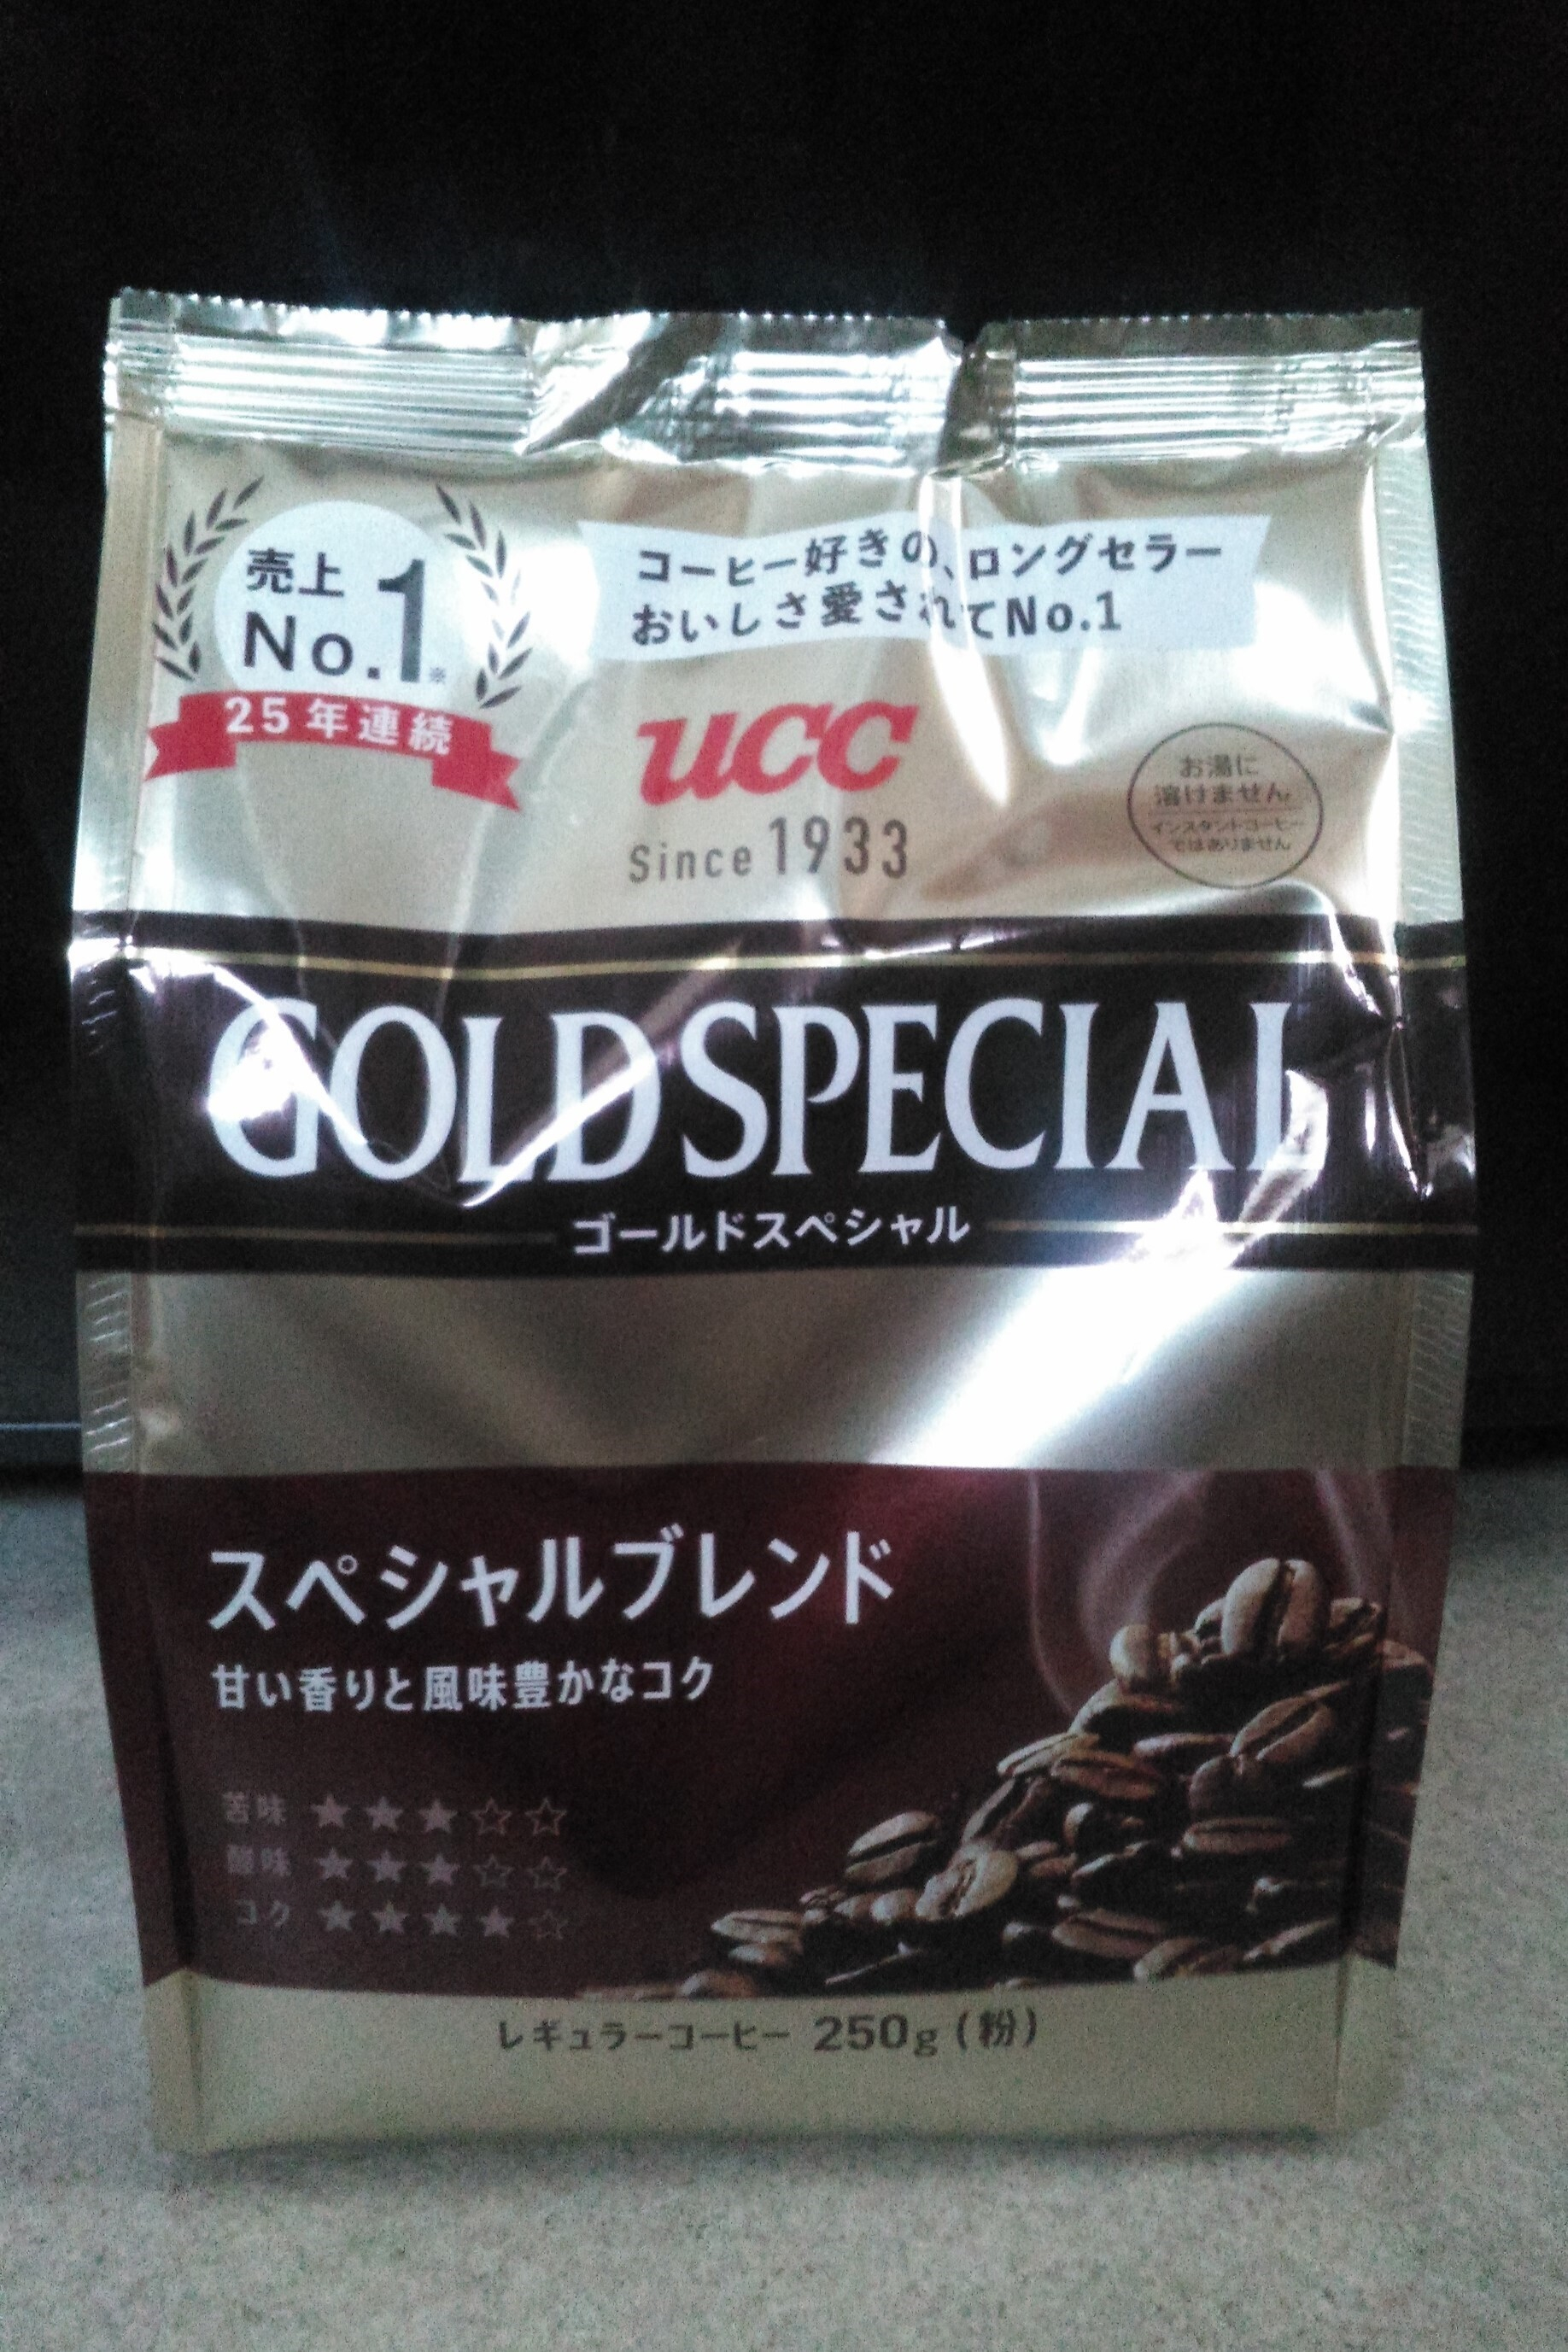 売上
No.1※
25年連続
コーヒー好きの、ロングセラー
おいしさ愛されてNo.1
UCC
Since 1933
お湯に
溶けません
インスタントコーヒー
ではありません
GOLD SPECIAL
ゴールドスペシャル
スペシャルブレンド
甘い香りと風味豊かなコク
苦味 ★★★☆☆
酸味 ★★★☆☆
コク ★★★★☆
レギュラーコーヒー 250g (粉)